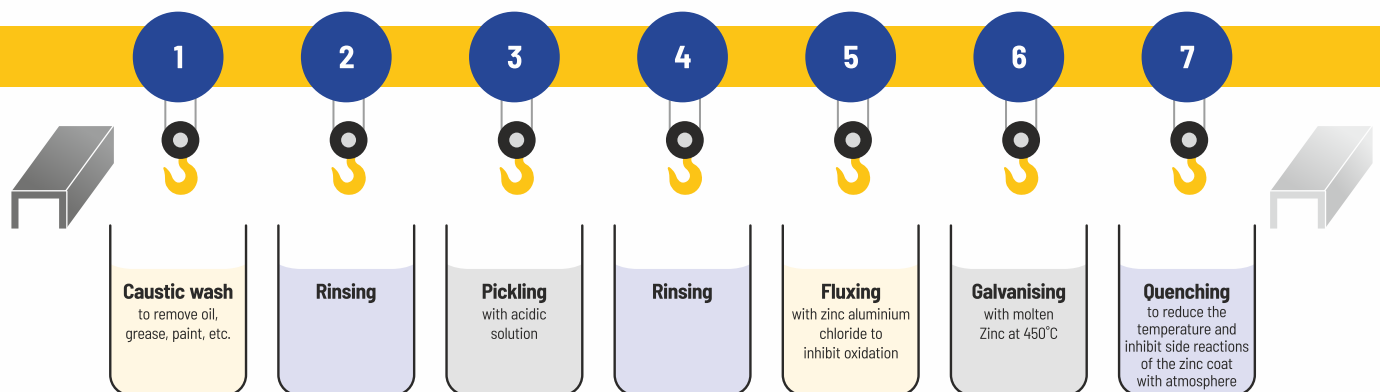 1
2
3
4
5
6
7
Caustic wash
to remove oil,
grease, paint, etc.
Rinsing
Pickling
with acidic
solution
Rinsing
Fluxing
with zinc aluminium
chloride to
inhibit oxidation
Galvanising
with molten
Zinc at 450˚C
Quenching
to reduce the
temperature and
inhibit side reactions
of the zinc coat
with atmosphere